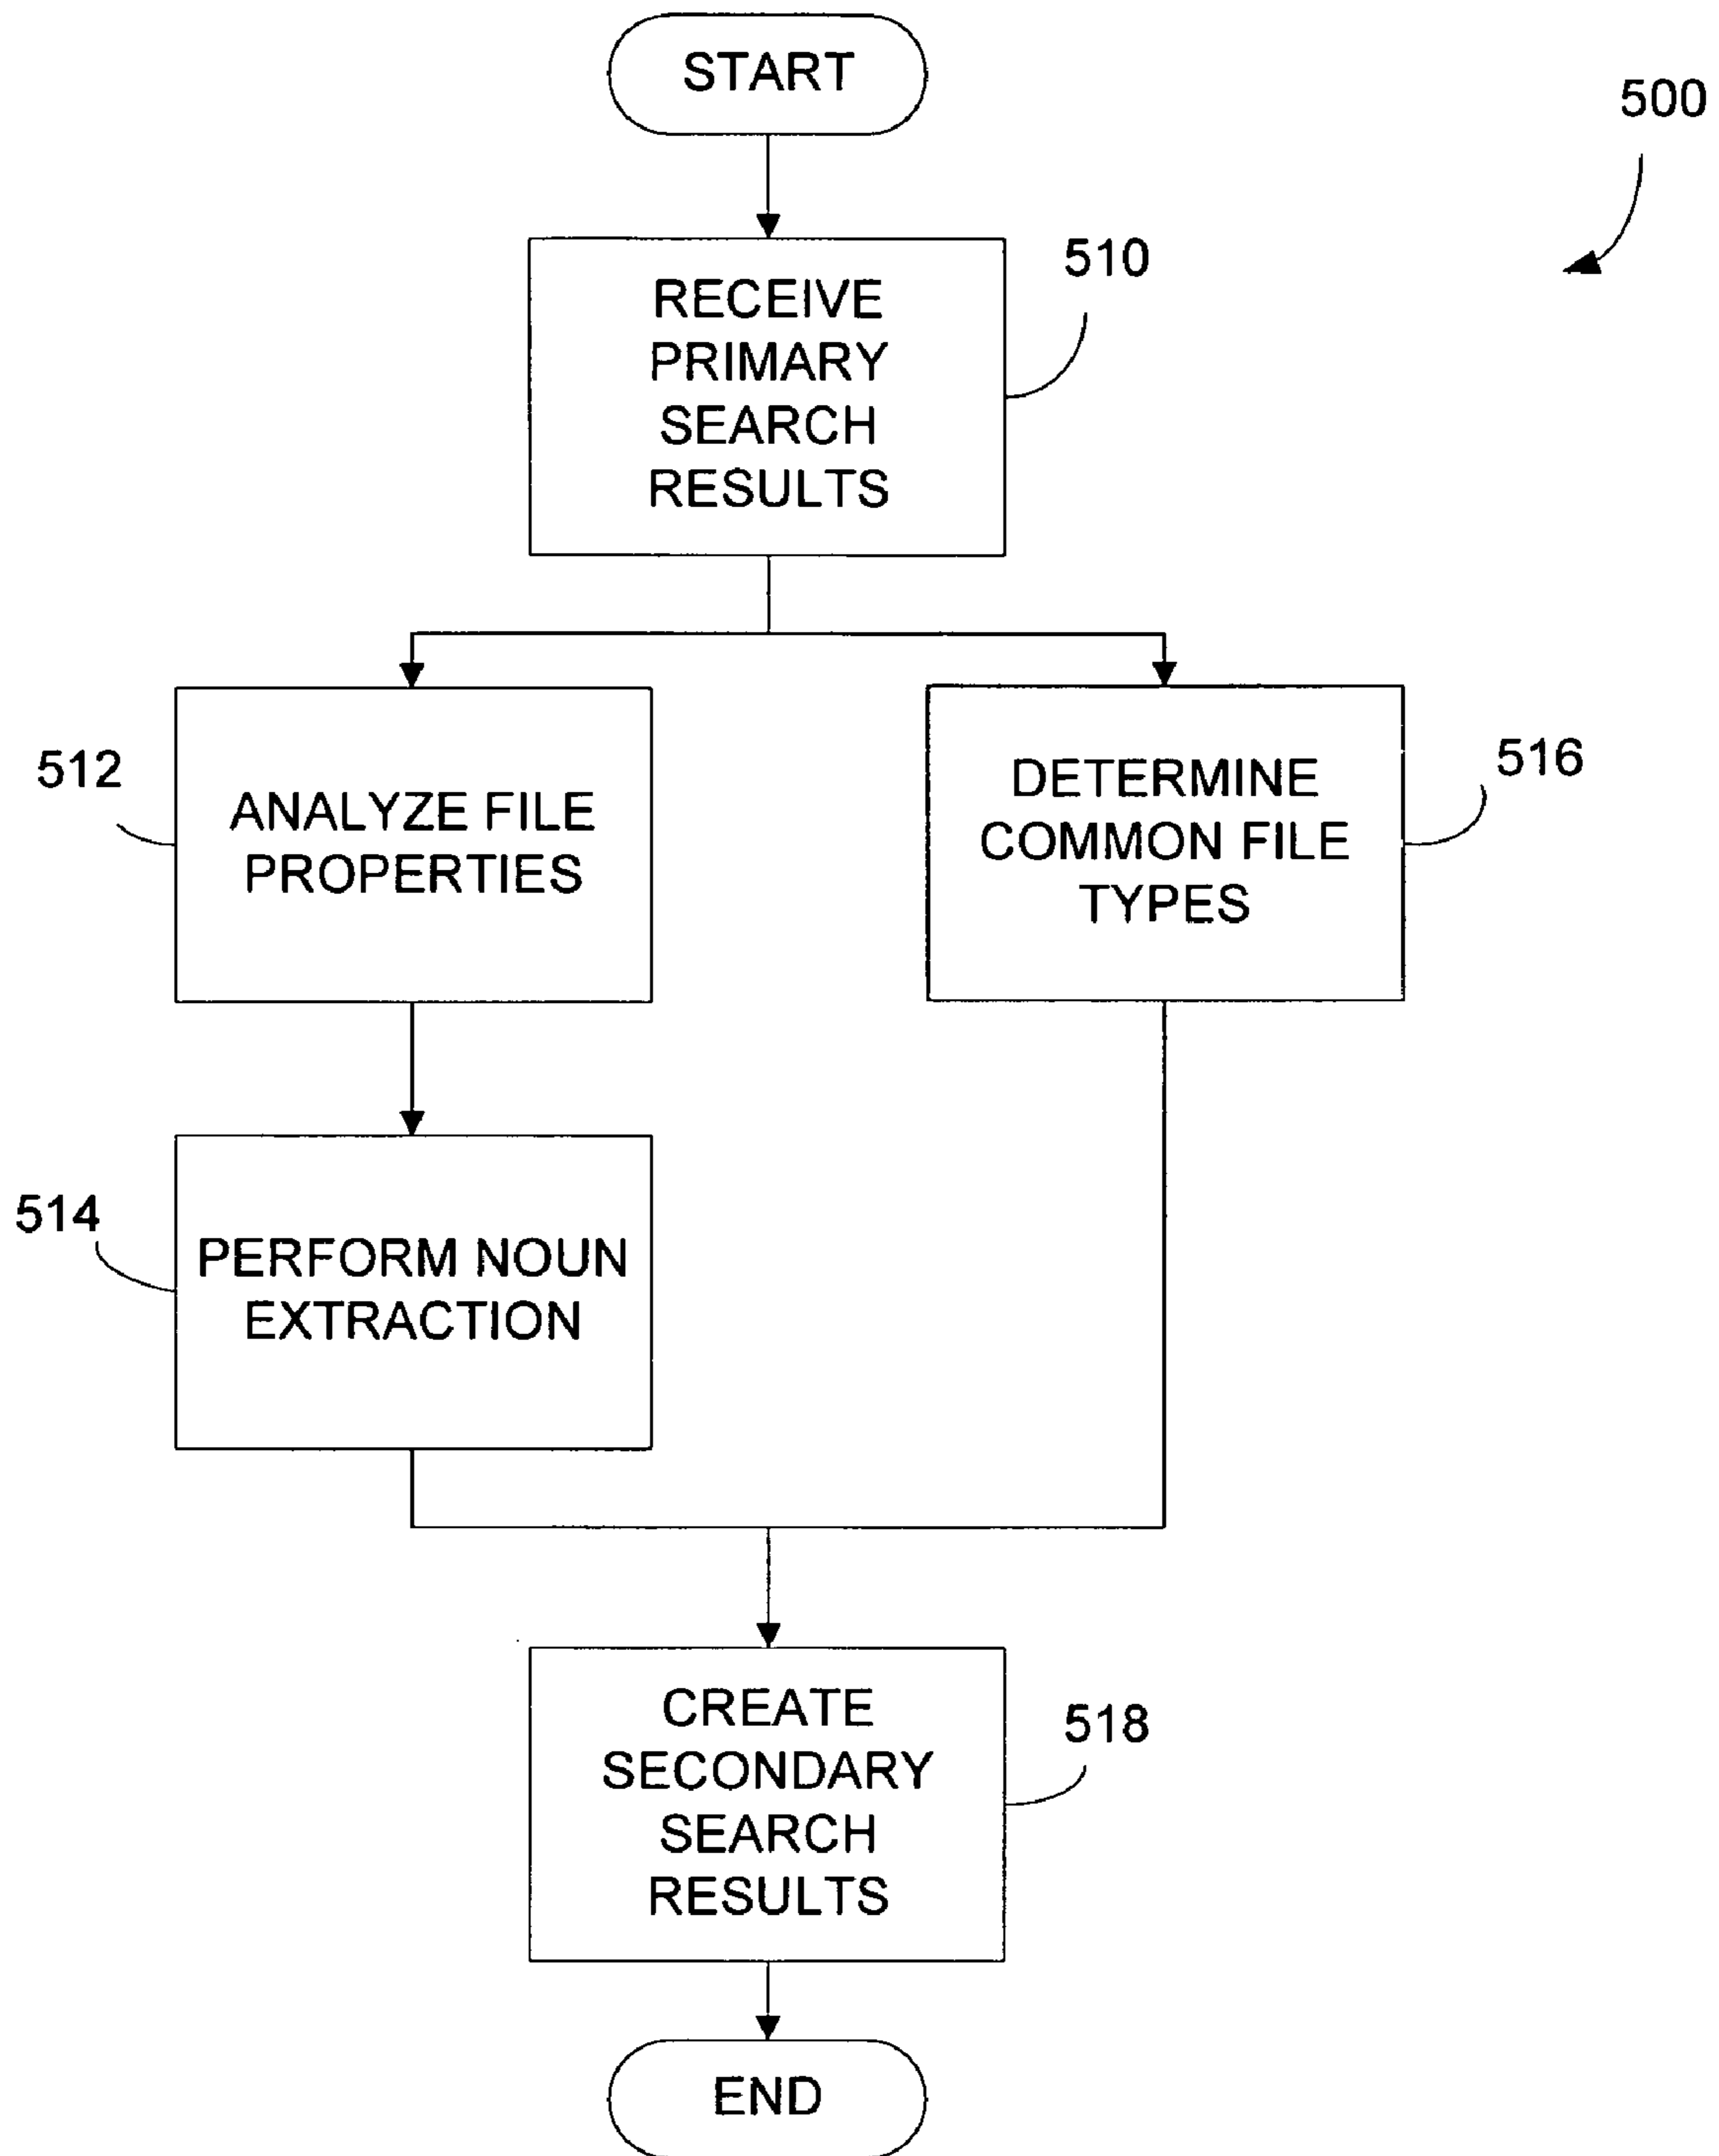 START
500
RECEIVE
PRIMARY
SEARCH
RESULTS
510
512
ANALYZE FILE
PROPERTIES
DETERMINE
COMMON FILE
TYPES
516
514
PERFORM NOUN
EXTRACTION
CREATE
SECONDARY
SEARCH
RESULTS
518
END